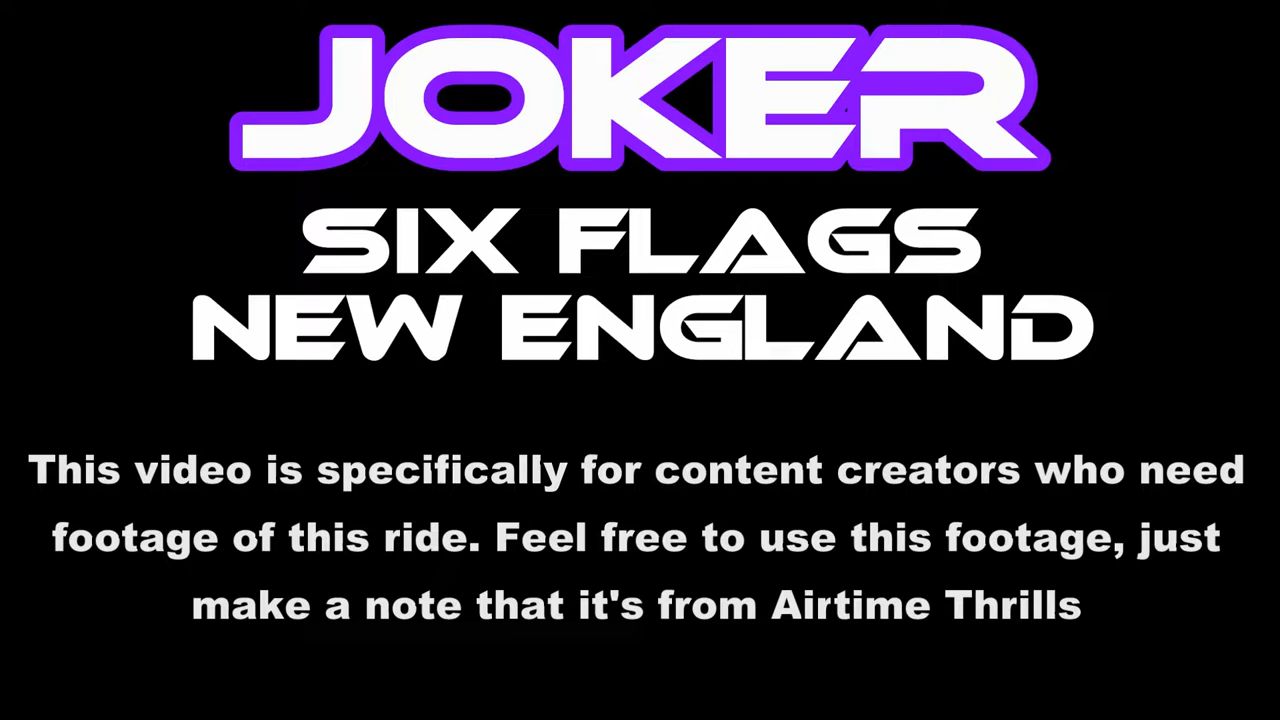 JOKER
SIX FLAGS
NEW ENGLAND
This video is specifically for content creators who need
footage of this ride. Feel free to use this footage, just
make a note that it's from Airtime Thrills